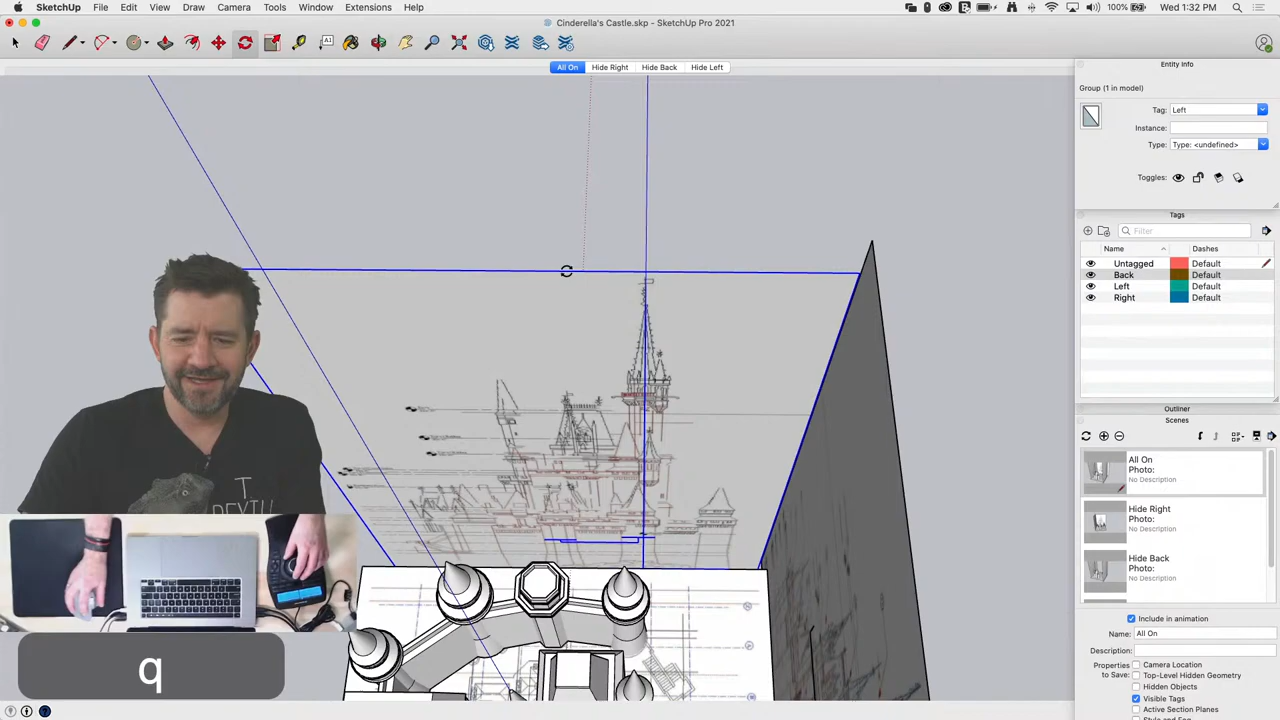 SketchUp File Edit View Draw Camera Tools Window Extensions Help 100% Wed 1:32 PM
Cinderella's Castle.skp - SketchUp Pro 2021
All On Hide Right Hide Back Hide Left
Entity Info
Group (1 in model)
Tag: Left
Instance:
Type: Type: <undefined>
Toggles:
Tags
Filter
Name Dashes
Untagged Default
Back Default
Left Default
Right Default
Outliner
Scenes
All On
Photo:
No Description
Hide Right
Photo:
No Description
Hide Back
Photo:
No Description
Include in animation
Name: All On
Description:
Properties
to Save:
Camera Location
Top-Level Hidden Geometry
Hidden Objects
Visible Tags
Active Section Planes
Style and Fog
q